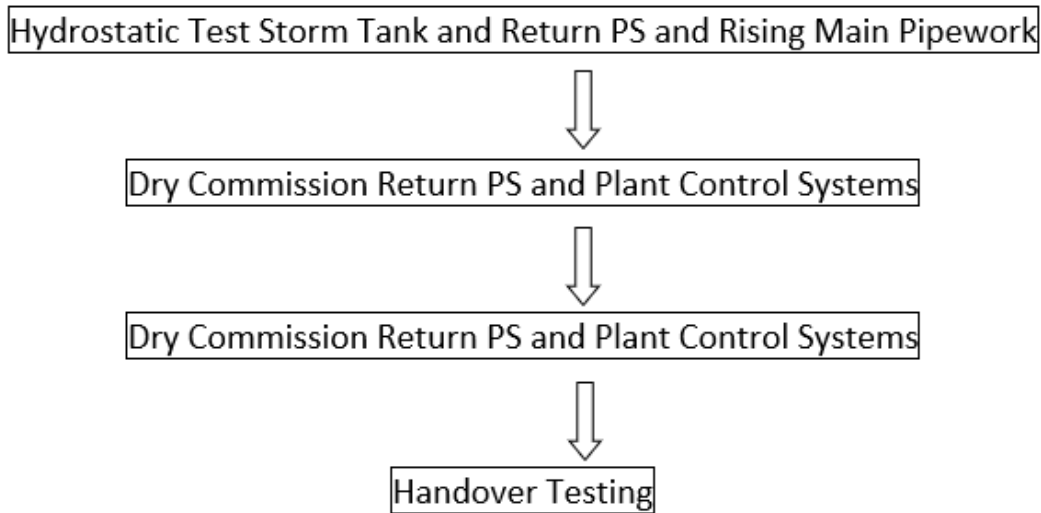 Hydrostatic Test Storm Tank and Return PS and Rising Main Pipework
Dry Commission Return PS and Plant Control Systems
Dry Commission Return PS and Plant Control Systems
Handover Testing